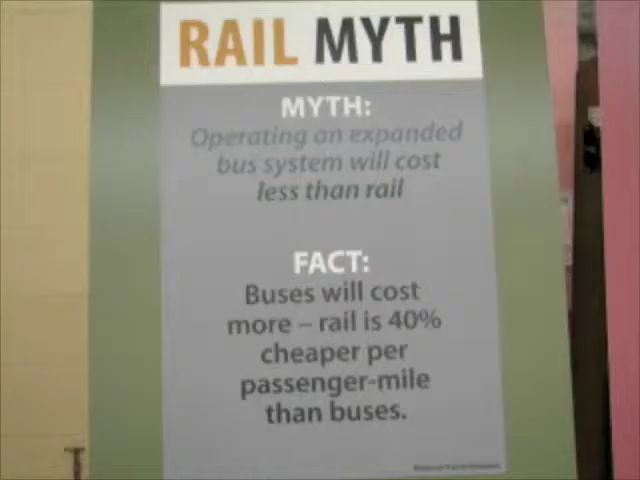 RAIL MYTH
MYTH:
Operating an expanded
bus system will cost
less than rail
FACT:
Buses will cost
more – rail is 40%
cheaper per
passenger-mile
than buses.